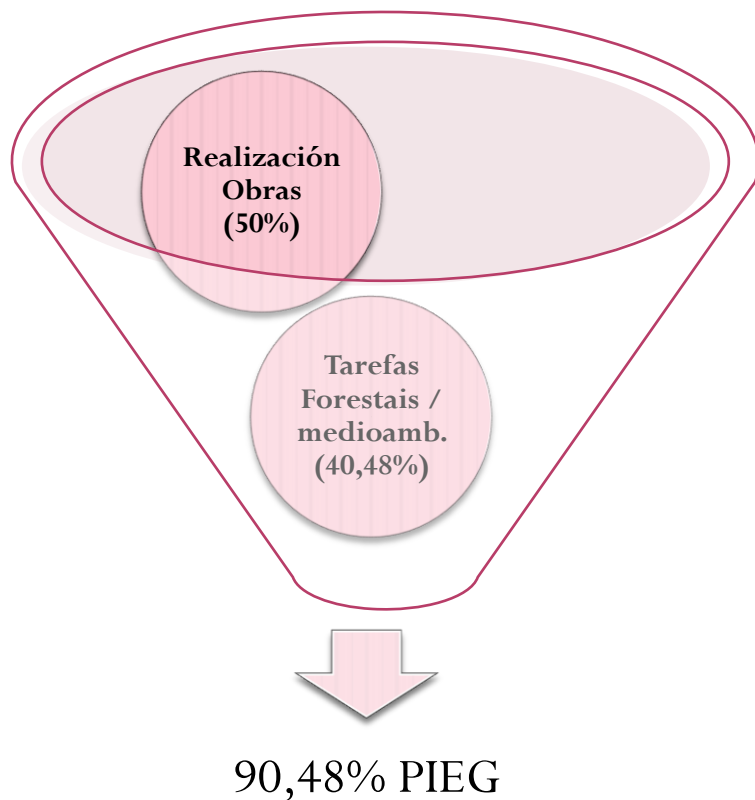 Realización
Obras
(50%)
Tarefas
Forestais /
medioamb.
(40,48%)
90,48% PIEG